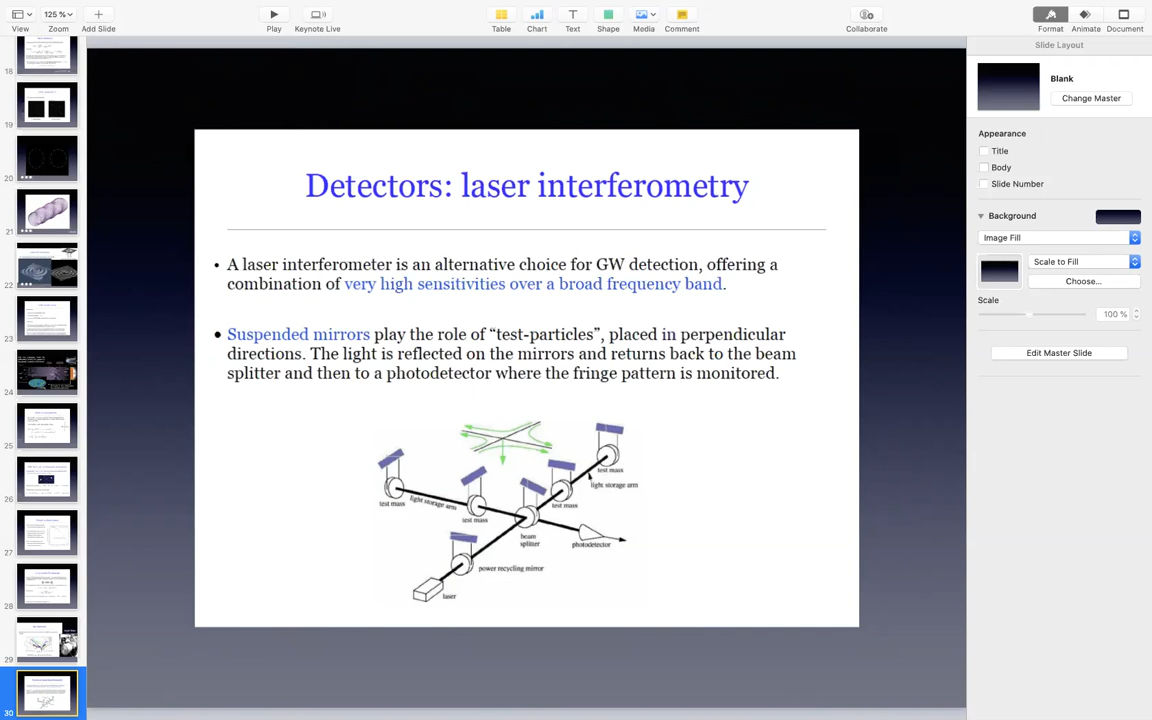 125 %
View
Zoom
Add Slide
Play
Keynote Live
Table
Chart
Text
Shape
Media
Comment
Collaborate
Format
Animate
Document
18
19
20
21
22
23
24
25
26
27
28
29
30
Detectors: laser interferometry
• A laser interferometer is an alternative choice for GW detection, offering a
combination of very high sensitivities over a broad frequency band.
• Suspended mirrors play the role of “test-particles”, placed in perpendicular
directions. The light is reflected on the mirrors and returns back to the beam
splitter and then to a photodetector where the fringe pattern is monitored.
test mass
light storage arm
test mass
test mass
light storage arm
test mass
beam
splitter
photodetector
power recycling mirror
laser
Slide Layout
Blank
Change Master
Appearance
Title
Body
Slide Number
Background
Image Fill
Scale to Fill
Choose...
Scale
100 %
Edit Master Slide